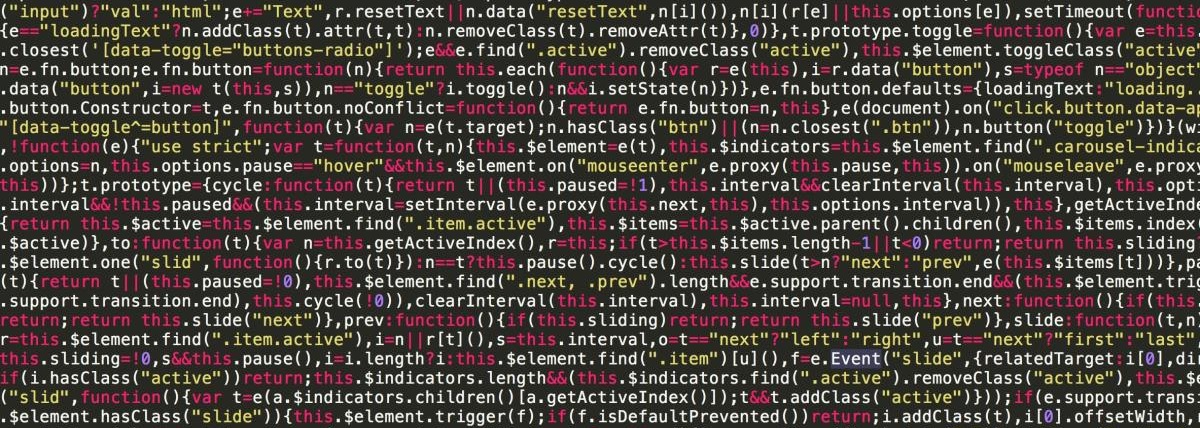 ("input")?"val":"html";e+="Text",r.resetText||n.data("resetText",n[i]()),n[i](r[e]||this.options[e]),setTimeout(functio
{e=="loadingText"?n.addClass(t).attr(t,t):n.removeClass(t).removeAttr(t)},0)},t.prototype.toggle=function(){var e=this.
.closest('[data-toggle="buttons-radio"]');e&&e.find(".active").removeClass("active"),this.$element.toggleClass("active
n=e.fn.button;e.fn.button=function(n){return this.each(function(){var r=e(this),i=r.data("button"),s=typeof n=="object"
.data("button",i=new t(this,s)),n=="toggle"?i.toggle():n&&i.setState(n)})},e.fn.button.defaults={loadingText:"loading..
.button.Constructor=t,e.fn.button.noConflict=function(){return e.fn.button=n,this},e(document).on("click.button.data-a
"[data-toggle^=button]",function(t){var n=e(t.target);n.hasClass("btn")||(n=n.closest(".btn")),n.button("toggle")})}(w
,!function(e){"use strict";var t=function(t,n){this.$element=e(t),this.$indicators=this.$element.find(".carousel-indica
.options=n,this.options.pause=="hover"&&this.$element.on("mouseenter",e.proxy(this.pause,this)).on("mouseleave",e.proxy
this))};t.prototype={cycle:function(t){return t||(this.paused=!1),this.interval&&clearInterval(this.interval),this.opt
.interval&&!this.paused&&(this.interval=setInterval(e.proxy(this.next,this),this.options.interval)),this},getActiveInde
{return this.$active=this.$element.find(".item.active"),this.$items=this.$active.parent().children(),this.$items.index
.$active)},to:function(t){var n=this.getActiveIndex(),r=this;if(t>this.$items.length-1||t<0)return;return this.sliding
.$element.one("slid",function(){r.to(t)}):n==t?this.pause().cycle():this.slide(t>n?"next":"prev",e(this.$items[t]))},pa
(t){return t||(this.paused=!0),this.$element.find(".next, .prev").length&&e.support.transition.end&&(this.$element.trig
.support.transition.end),this.cycle(!0)),clearInterval(this.interval),this.interval=null,this},next:function(){if(this.
return;return this.slide("next")},prev:function(){if(this.sliding)return;return this.slide("prev")},slide:function(t,n)
r=this.$element.find(".item.active"),i=n||r[t](),s=this.interval,o=t=="next"?"left":"right",u=t=="next"?"first":"last",
this.sliding=!0,s&&this.pause(),i=i.length?i:this.$element.find(".item")[u](),f=e.Event("slide",{relatedTarget:i[0],di
if(i.hasClass("active"))return;this.$indicators.length&&(this.$indicators.find(".active").removeClass("active"),this.$e
("slid",function(){var t=e(a.$indicators.children()[a.getActiveIndex()]);t&&t.addClass("active")}));if(e.support.transi
.$element.hasClass("slide")){this.$element.trigger(f);if(f.isDefaultPrevented())return;i.addClass(t),i[0].offsetWidth,